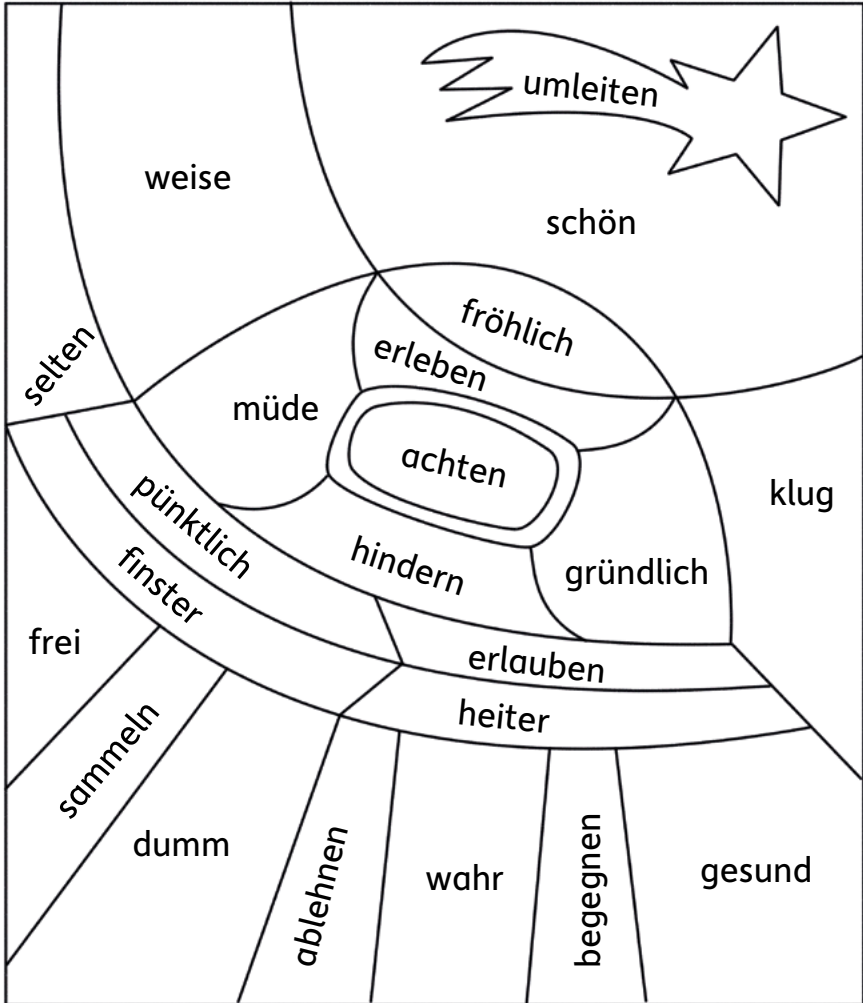 umleiten
weise
schön
fröhlich
erleben
selten
müde
achten
klug
pünktlich
hindern
gründlich
finster
frei
erlauben
heiter
sammeln
dumm
ablehnen
wahr
begegnen
gesund